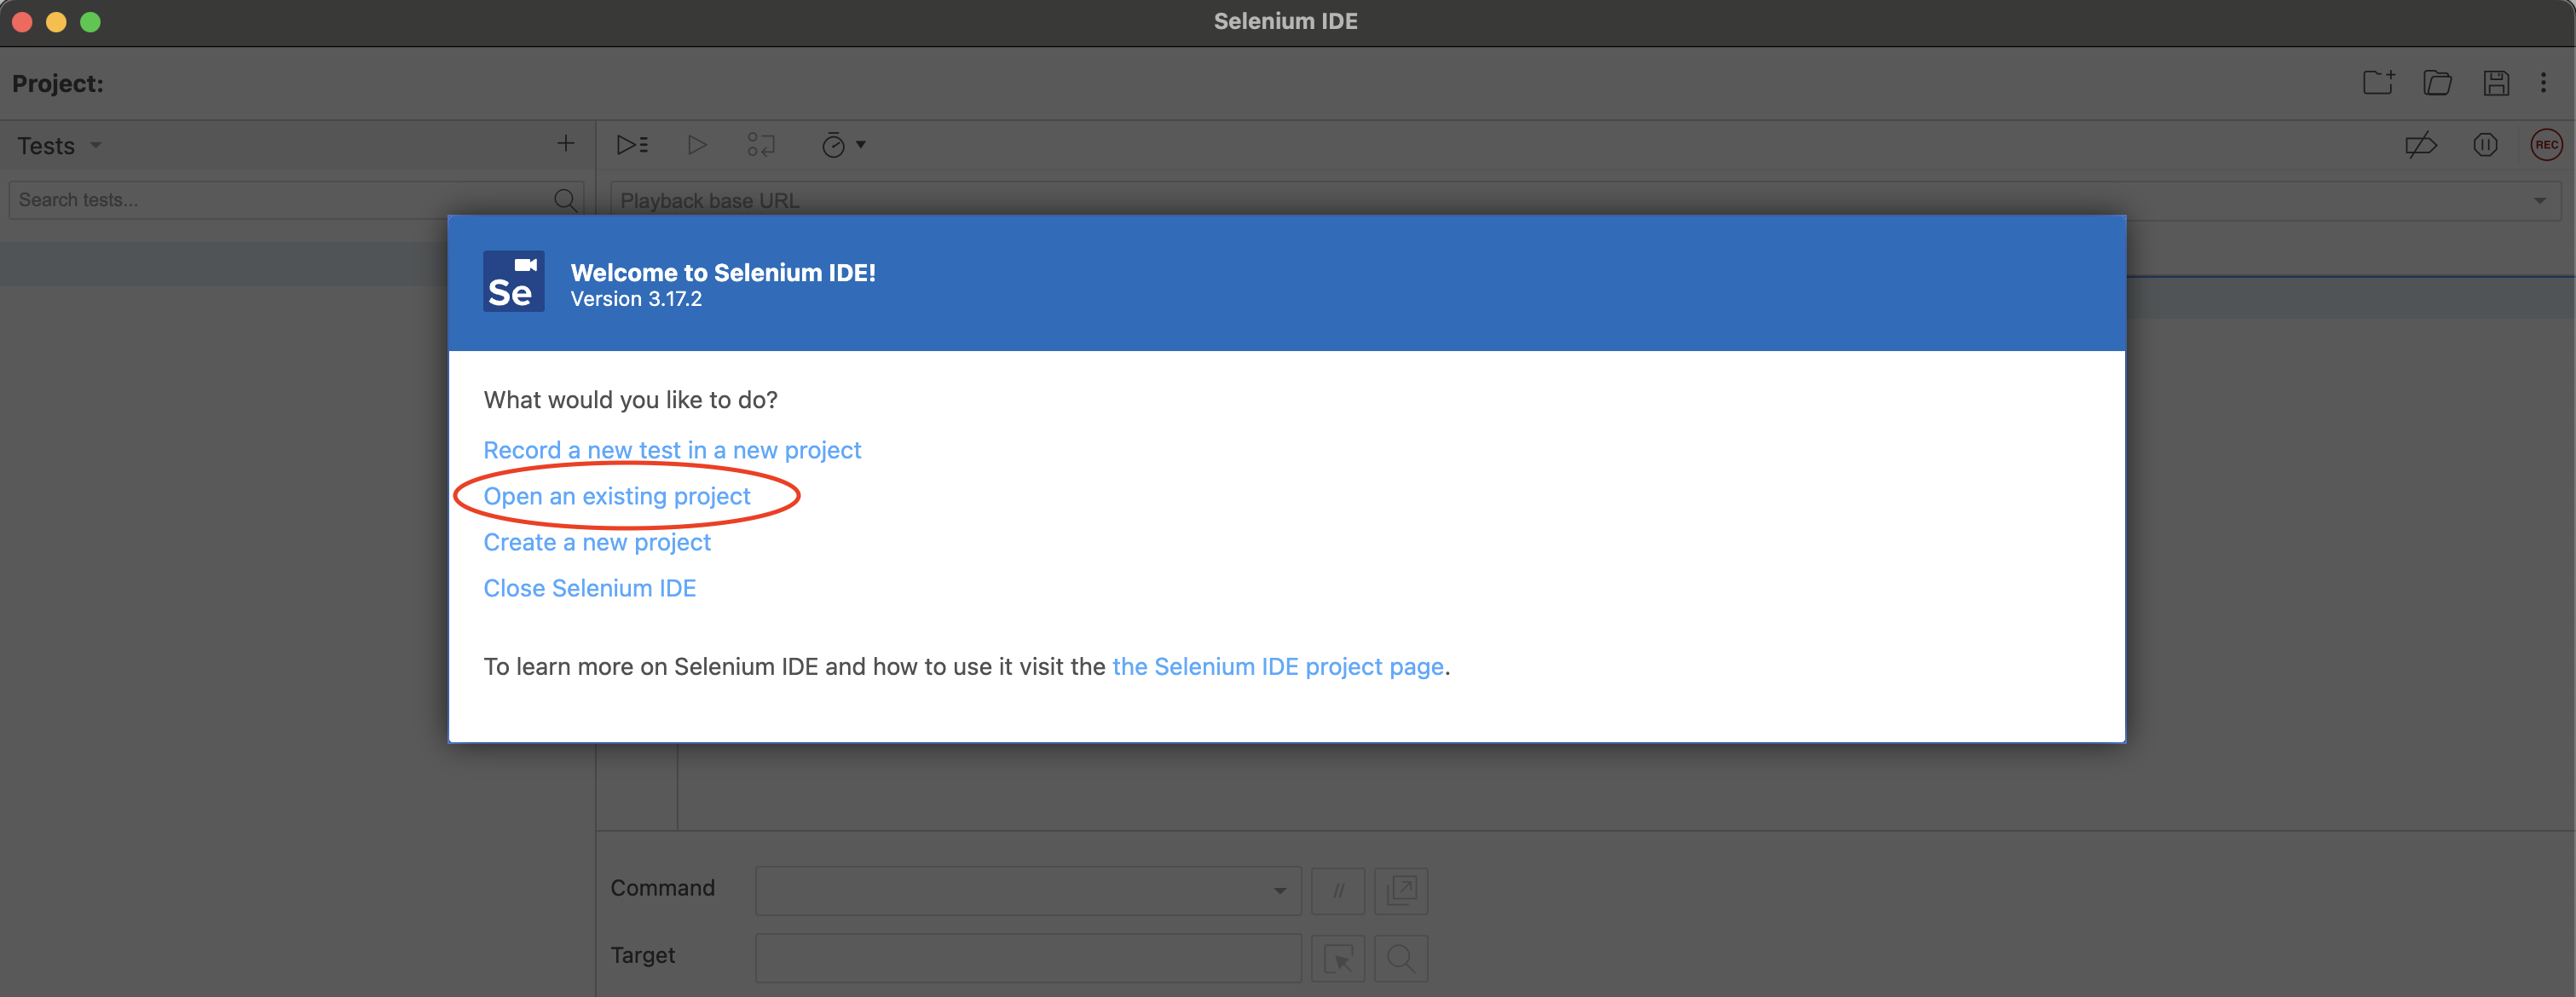 Selenium IDE
Project:
Tests
REC
Search tests...
Playback base URL
Se
Welcome to Selenium IDE!
Version 3.17.2
What would you like to do?
Record a new test in a new project
Open an existing project
Create a new project
Close Selenium IDE
To learn more on Selenium IDE and how to use it visit the the Selenium IDE project page.
Command
//
Target